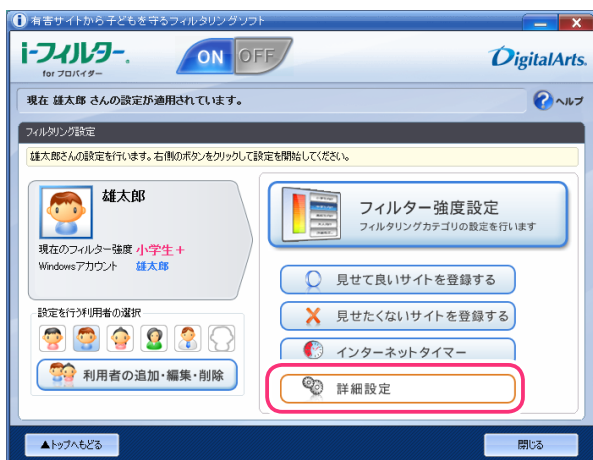 有害サイトから子どもを守るフィルタリングソフト
i-フィルター®
for プロバイダー
ON OFF
DigitalArts®
現在 雄太郎 さんの設定が適用されています。
ヘルプ
フィルタリング設定
雄太郎さんの設定を行います。右側のボタンをクリックして設定を開始してください。
雄太郎
現在のフィルター強度 小学生+
Windowsアカウント 雄太郎
設定を行う利用者の選択
利用者の追加・編集・削除
フィルター強度設定
フィルタリングカテゴリの設定を行います
見せて良いサイトを登録する
見せたくないサイトを登録する
インターネットタイマー
詳細設定
▲トップへもどる
閉じる